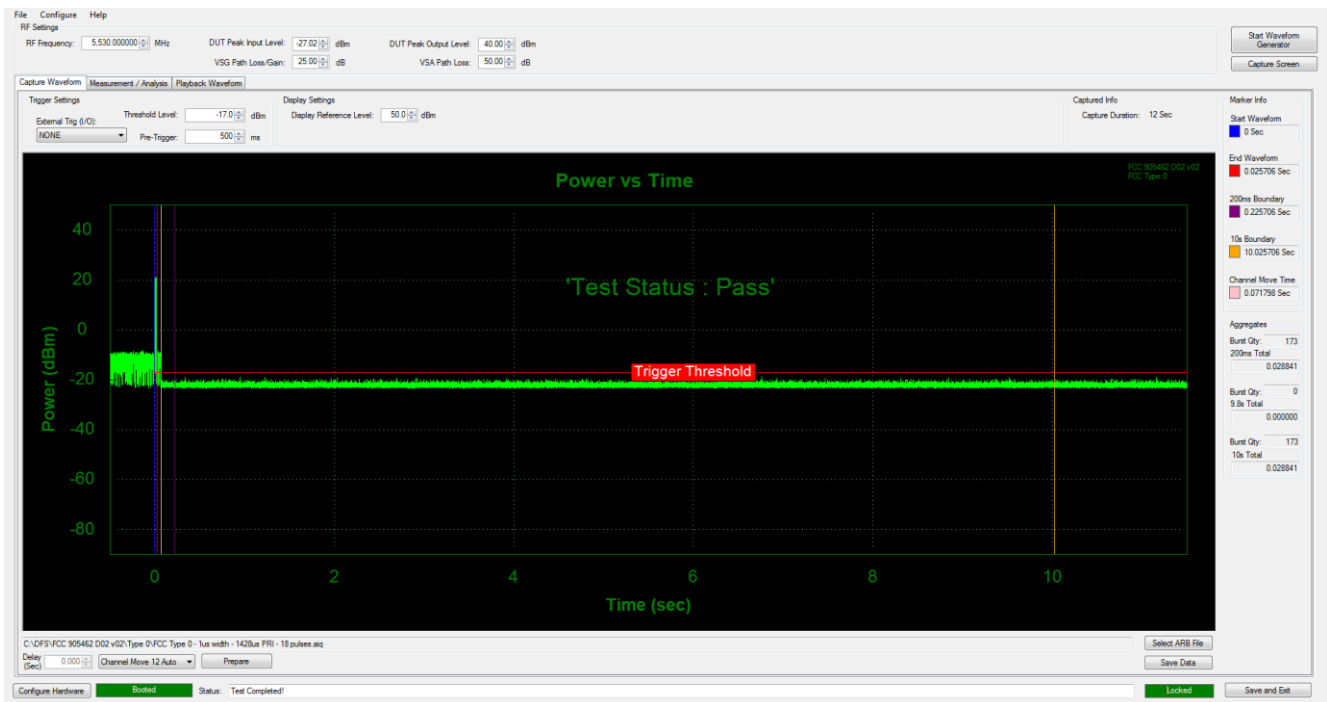 File Configure Help
RF Settings
RF Frequency: 5,530.000000 MHz DUT Peak Input Level: -27.02 dBm DUT Peak Output Level: 40.00 dBm
VSG Path Loss/Gain: 25.00 dB VSA Path Loss: 50.00 dB
Start Waveform
Generator
Capture Screen
Capture Waveform Measurement / Analysis Playback Waveform
Trigger Settings
External Trig (I/O):
NONE
Threshold Level: -17.0 dBm
Pre-Trigger: 500 ms
Display Settings
Display Reference Level: 50.0 dBm
Captured Info
Capture Duration: 12 Sec
Power vs Time
FCC 905462 D02 v02
FCC Type 0
'Test Status : Pass'
Trigger Threshold
Power (dBm)
40
20
0
-20
-40
-60
-80
0 2 4 6 8 10
Time (sec)
Marker Info
Start Waveform
0 Sec
End Waveform
0.025706 Sec
200ms Boundary
0.225706 Sec
10s Boundary
10.025706 Sec
Channel Move Time
0.071798 Sec
Aggregates
Burst Qty: 173
200ms Total
0.028841
Burst Qty: 0
9.8s Total
0.000000
Burst Qty: 173
10s Total
0.028841
C:\DFS\FCC 905462 D02 v02\Type 0\FCC Type 0 - 1us width - 1428us PRI - 18 pulses.aiq
Select ARB File
Delay
(Sec) 0.000 Channel Move 12 Auto Prepare
Save Data
Configure Hardware Booted Status: Test Completed! Locked Save and Exit